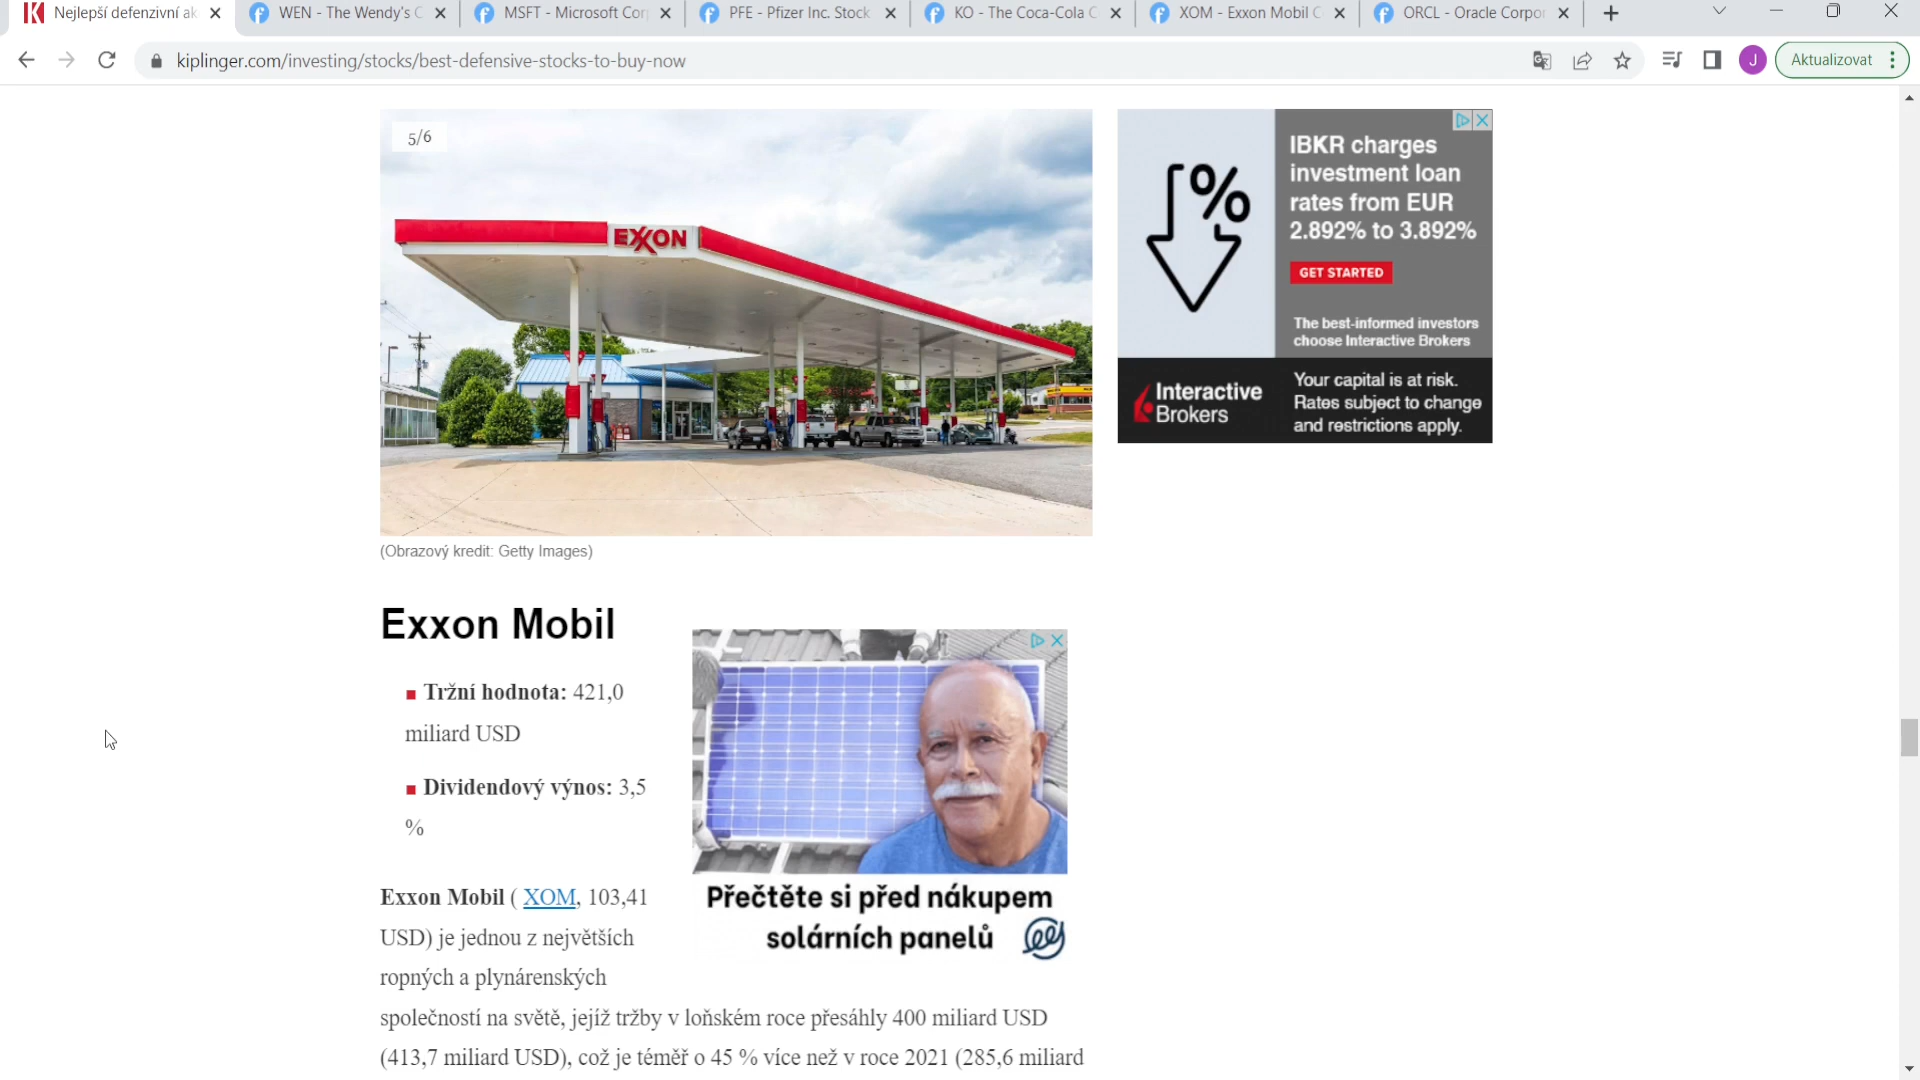 Nejlepší defenzivní ak
WEN - The Wendy's C
MSFT - Microsoft Corp
PFE - Pfizer Inc. Stock
KO - The Coca-Cola C
XOM - Exxon Mobil C
ORCL - Oracle Corpor
kiplinger.com/investing/stocks/best-defensive-stocks-to-buy-now
J
Aktualizovat
5/6
EXXON
%
IBKR charges
investment loan
rates from EUR
2.892% to 3.892%
GET STARTED
The best-informed investors
choose Interactive Brokers
Interactive
Brokers
Your capital is at risk.
Rates subject to change
and restrictions apply.
(Obrazový kredit: Getty Images)
Exxon Mobil
Tržní hodnota: 421,0
miliard USD
Dividendový výnos: 3,5
%
Přečtěte si před nákupem
solárních panelů
Exxon Mobil ( XOM, 103,41
USD) je jednou z největších
ropných a plynárenských
společností na světě, jejíž tržby v loňském roce přesáhly 400 miliard USD
(413,7 miliard USD), což je téměř o 45 % více než v roce 2021 (285,6 miliard